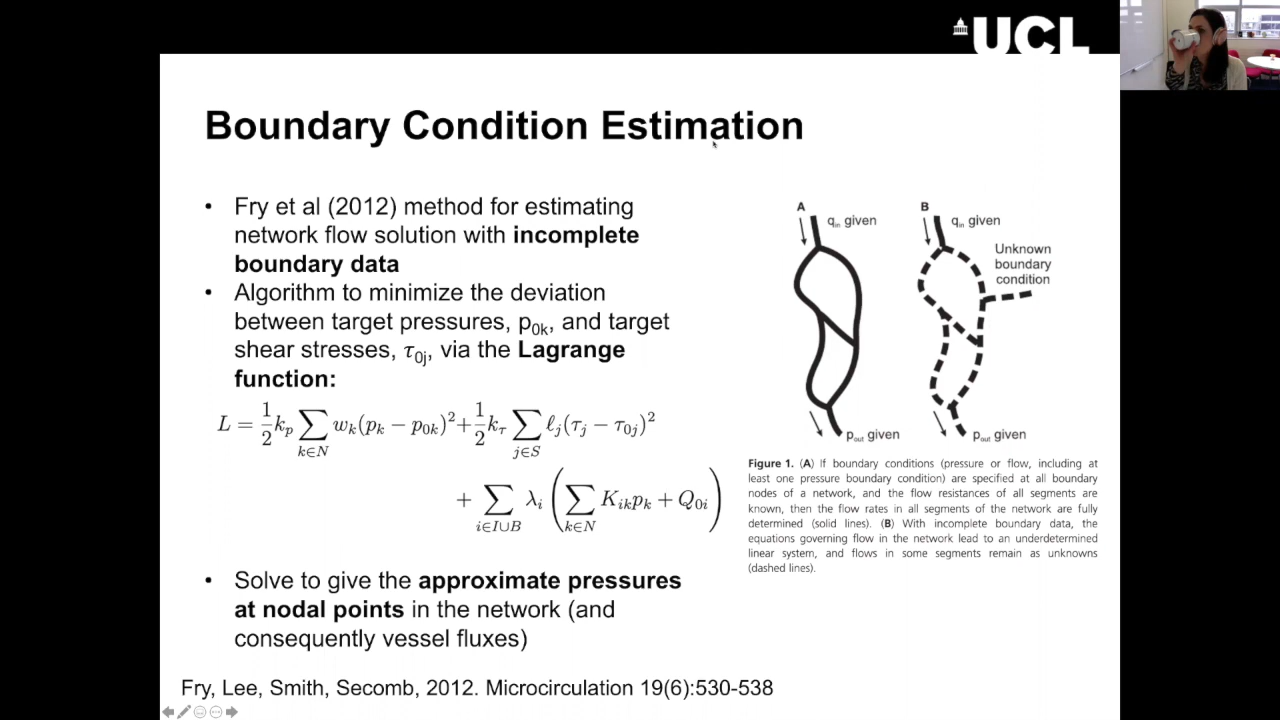 UCL
Boundary Condition Estimation
• Fry et al (2012) method for estimating
network flow solution with incomplete
boundary data
• Algorithm to minimize the deviation
between target pressures, p₀ₖ, and target
shear stresses, τ₀ⱼ, via the Lagrange
function:
L = 1/2 kₚ ∑_{k∈N} wₖ(pₖ − p₀ₖ)² + 1/2 k_τ ∑_{j∈S} ℓⱼ(τⱼ − τ₀ⱼ)²
+ ∑_{i∈I∪B} λᵢ (∑_{k∈N} Kᵢₖpₖ + Q₀ᵢ)
• Solve to give the approximate pressures
at nodal points in the network (and
consequently vessel fluxes)
A
qᵢₙ given
pₒᵤₜ given
B
qᵢₙ given
Unknown
boundary
condition
pₒᵤₜ given
Figure 1. (A) If boundary conditions (pressure or flow, including at
least one pressure boundary condition) are specified at all boundary
nodes of a network, and the flow resistances of all segments are
known, then the flow rates in all segments of the network are fully
determined (solid lines). (B) With incomplete boundary data, the
equations governing flow in the network lead to an underdetermined
linear system, and flows in some segments remain as unknowns
(dashed lines).
Fry, Lee, Smith, Secomb, 2012. Microcirculation 19(6):530-538